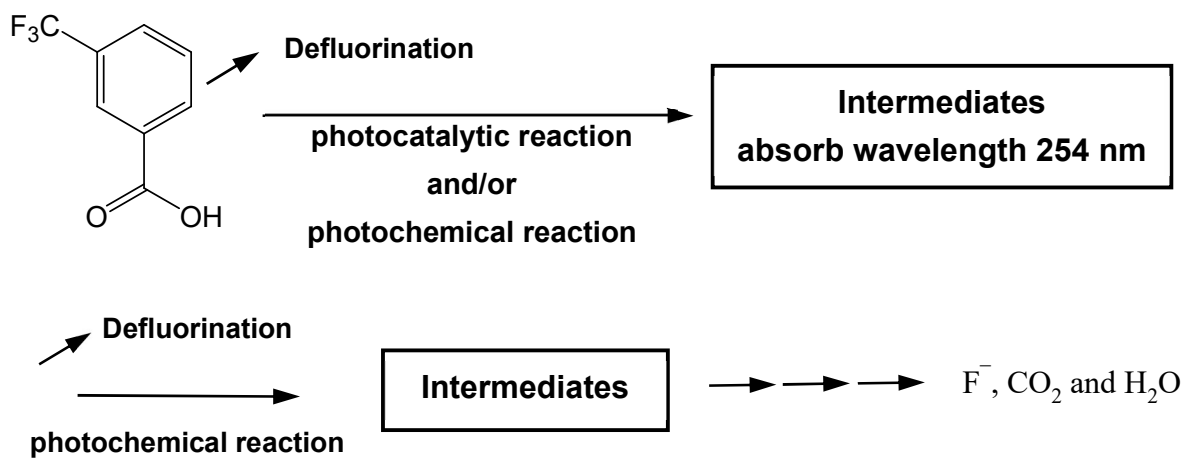 F₃C
Defluorination
Intermediates
absorb wavelength 254 nm
photocatalytic reaction
and/or
photochemical reaction
O
OH
Defluorination
Intermediates
F⁻, CO₂ and H₂O
photochemical reaction